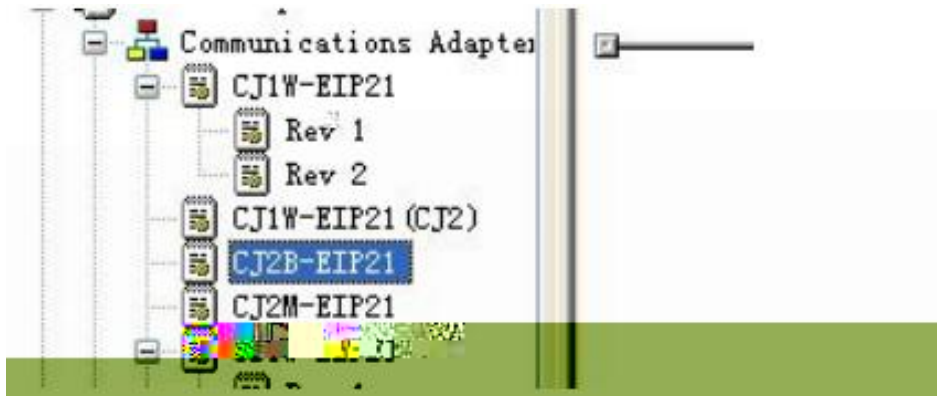 Communications Adapter
CJ1W-EIP21
Rev 1
Rev 2
CJ1W-EIP21(CJ2)
CJ2B-EIP21
CJ2M-EIP21